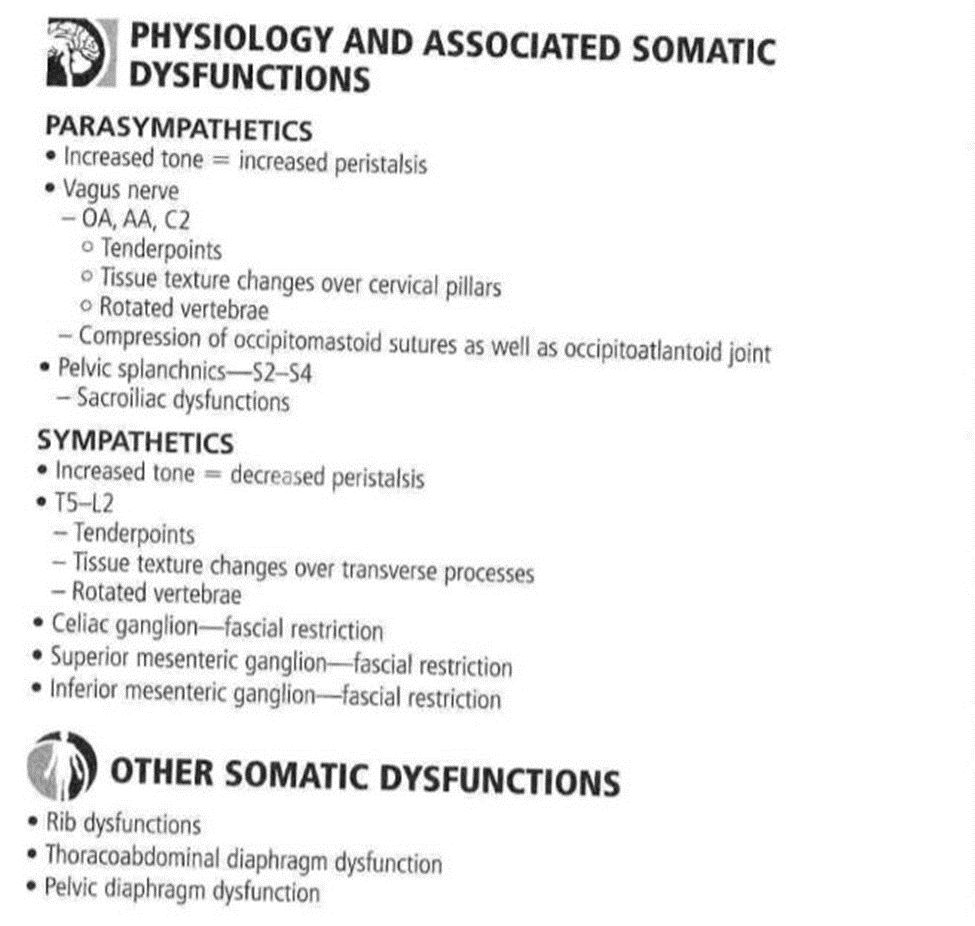 PHYSIOLOGY AND ASSOCIATED SOMATIC
DYSFUNCTIONS
PARASYMPATHETICS
• Increased tone = increased peristalsis
• Vagus nerve
– OA, AA, C2
○ Tenderpoints
○ Tissue texture changes over cervical pillars
○ Rotated vertebrae
– Compression of occipitomastoid sutures as well as occipitoatlantoid joint
• Pelvic splanchnics—S2–S4
– Sacroiliac dysfunctions
SYMPATHETICS
• Increased tone = decreased peristalsis
• T5–L2
– Tenderpoints
– Tissue texture changes over transverse processes
– Rotated vertebrae
• Celiac ganglion—fascial restriction
• Superior mesenteric ganglion—fascial restriction
• Inferior mesenteric ganglion—fascial restriction
OTHER SOMATIC DYSFUNCTIONS
• Rib dysfunctions
• Thoracoabdominal diaphragm dysfunction
• Pelvic diaphragm dysfunction